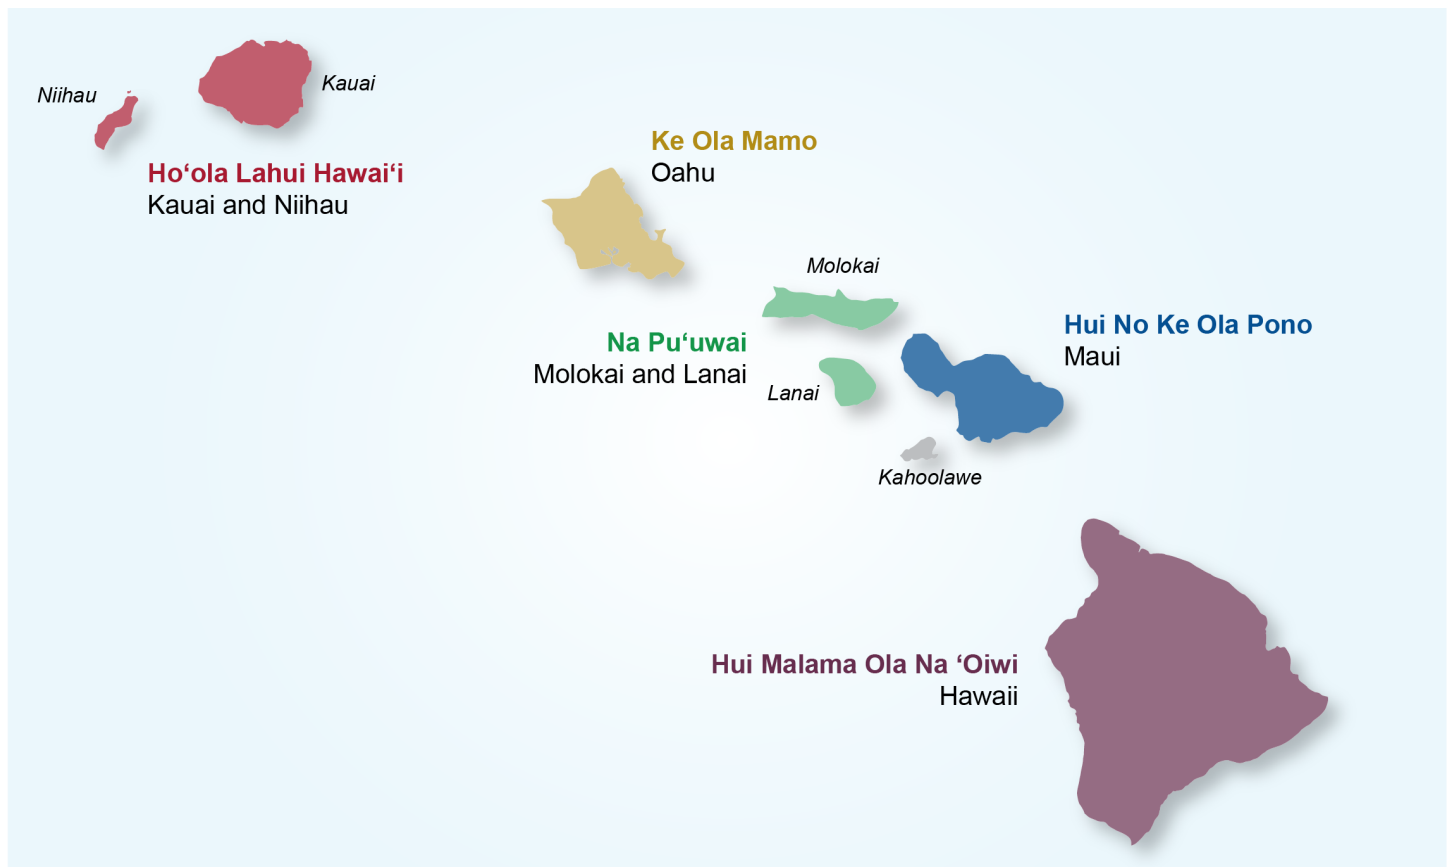 Niihau
Kauai
Hoʻola Lahui Hawaiʻi
Kauai and Niihau
Ke Ola Mamo
Oahu
Molokai
Na Puʻuwai
Molokai and Lanai
Lanai
Hui No Ke Ola Pono
Maui
Kahoolawe
Hui Malama Ola Na ʻOiwi
Hawaii